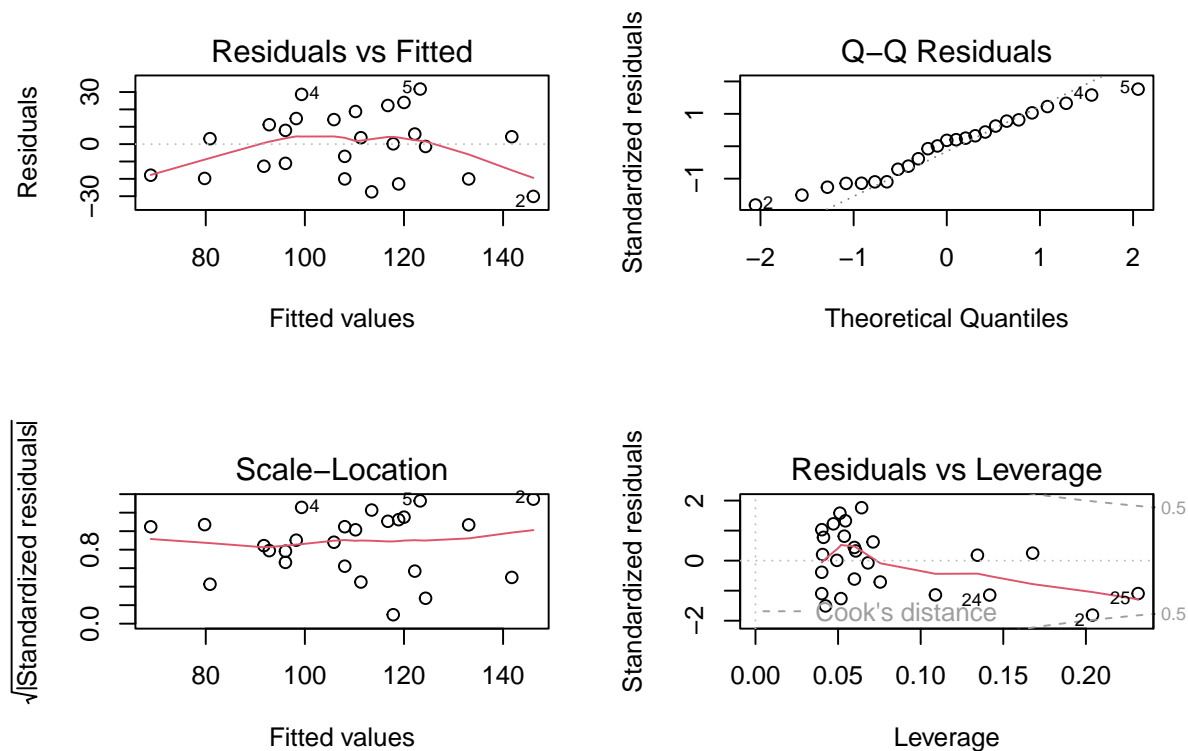 Residuals vs Fitted
Residuals
30
0
−30
4
5
2
80 100 120 140
Fitted values
Q−Q Residuals
Standardized residuals
1
−1
2
4
5
−2 −1 0 1 2
Theoretical Quantiles
Scale−Location
√|Standardized residuals|
0.8
0.0
4
5
2
80 100 120 140
Fitted values
Residuals vs Leverage
Standardized residuals
2
0
−2
Cook's distance
24
2
25
0.5
0.5
0.00 0.05 0.10 0.15 0.20
Leverage